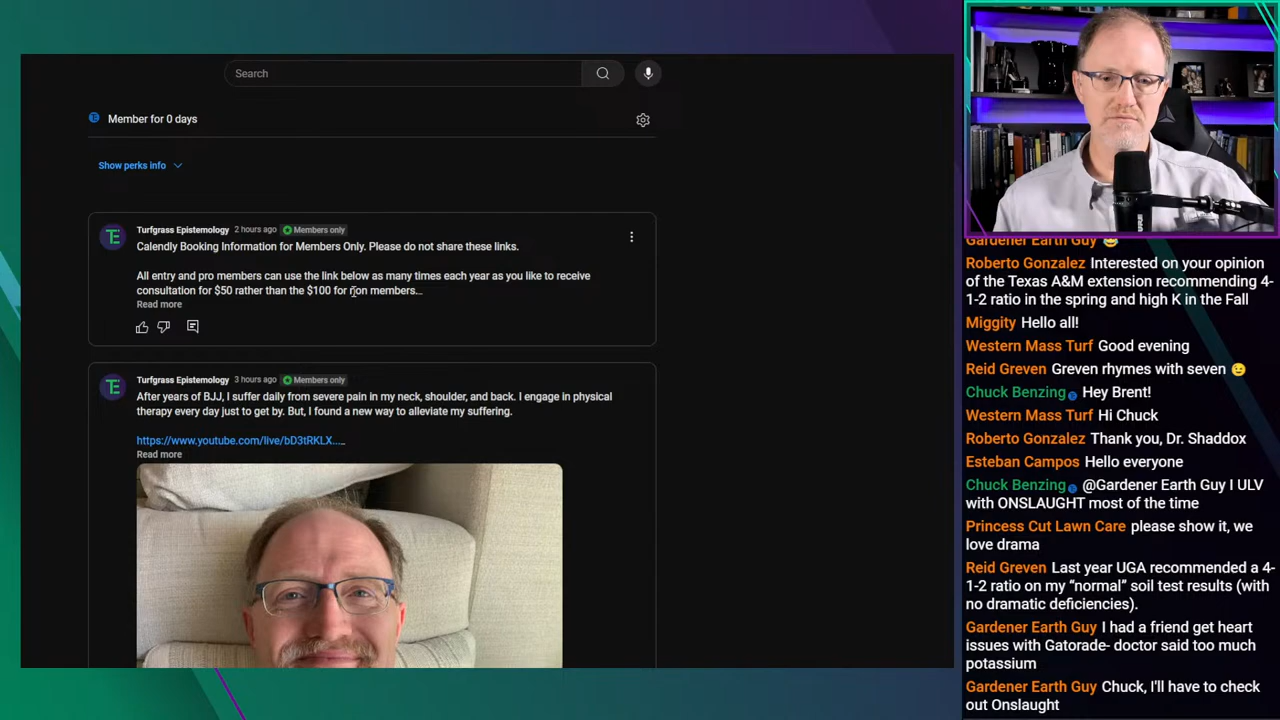 Search
Member for 0 days
Show perks info
Turfgrass Epistemology 2 hours ago Members only
Calendly Booking Information for Members Only. Please do not share these links.
All entry and pro members can use the link below as many times each year as you like to receive
consultation for $50 rather than the $100 for non members...
Read more
TE
Turfgrass Epistemology 3 hours ago Members only
After years of BJJ, I suffer daily from severe pain in my neck, shoulder, and back. I engage in physical
therapy every day just to get by. But, I found a new way to alleviate my suffering.
https://www.youtube.com/live/bD3tRKLX...
Read more
TE
Gardener Earth Guy 😂
Roberto Gonzalez Interested on your opinion
of the Texas A&M extension recommending 4-
1-2 ratio in the spring and high K in the Fall
Miggity Hello all!
Western Mass Turf Good evening
Reid Greven Greven rhymes with seven 😉
Chuck Benzing Hey Brent!
Western Mass Turf Hi Chuck
Roberto Gonzalez Thank you, Dr. Shaddox
Esteban Campos Hello everyone
Chuck Benzing @Gardener Earth Guy I ULV
with ONSLAUGHT most of the time
Princess Cut Lawn Care please show it, we
love drama
Reid Greven Last year UGA recommended a 4-
1-2 ratio on my “normal” soil test results (with
no dramatic deficiencies).
Gardener Earth Guy I had a friend get heart
issues with Gatorade- doctor said too much
potassium
Gardener Earth Guy Chuck, I'll have to check
out Onslaught